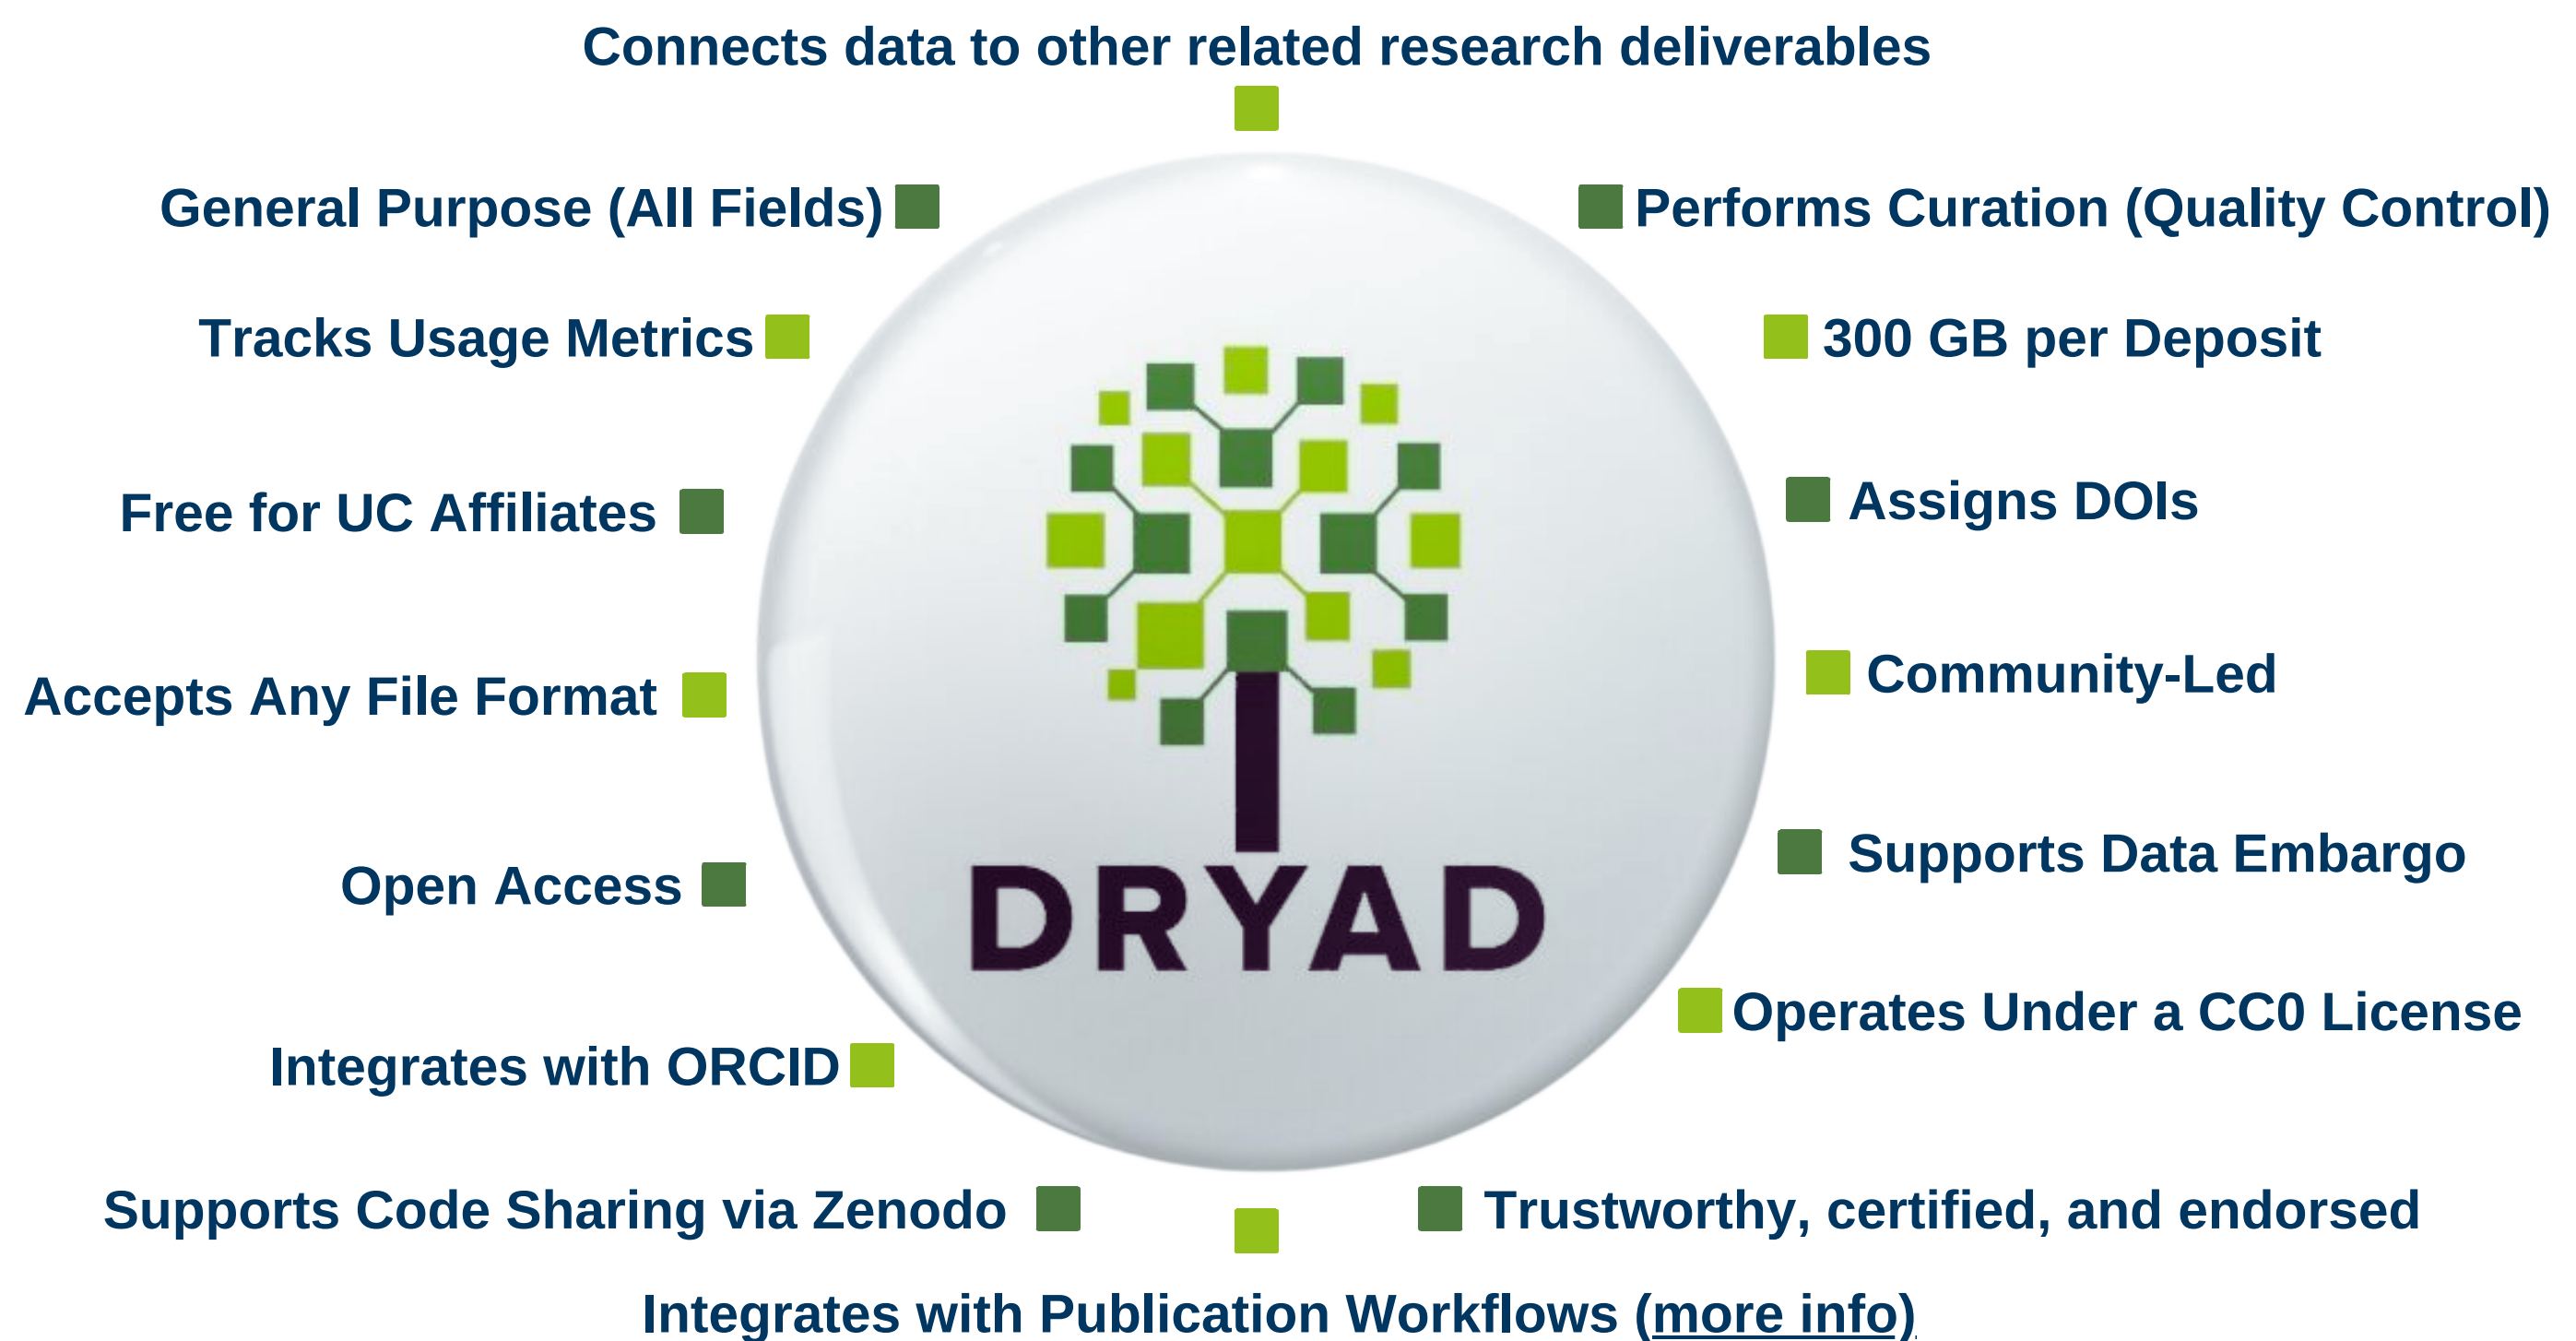 Connects data to other related research deliverables
General Purpose (All Fields)
Performs Curation (Quality Control)
Tracks Usage Metrics
300 GB per Deposit
Free for UC Affiliates
Assigns DOIs
Accepts Any File Format
Community-Led
Open Access
Supports Data Embargo
DRYAD
Integrates with ORCID
Operates Under a CC0 License
Supports Code Sharing via Zenodo
Trustworthy, certified, and endorsed
Integrates with Publication Workflows (more info).